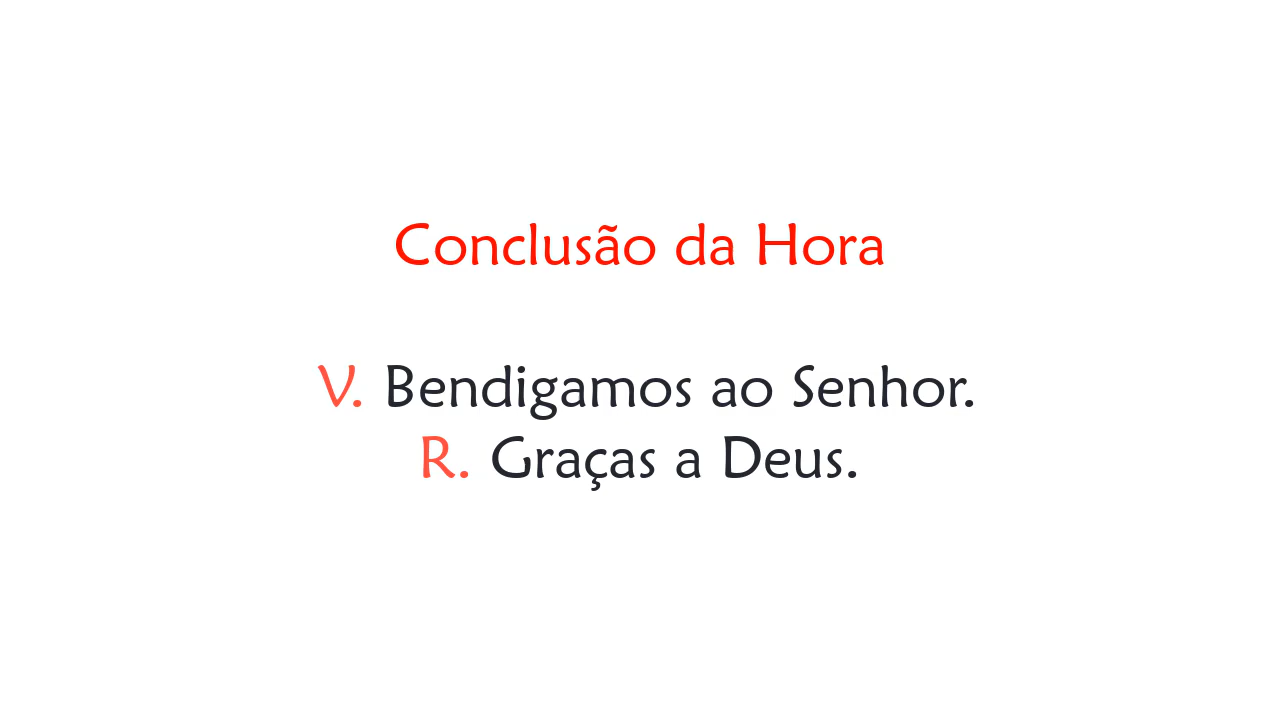 Conclusão da Hora
V. Bendigamos ao Senhor.
R. Graças a Deus.